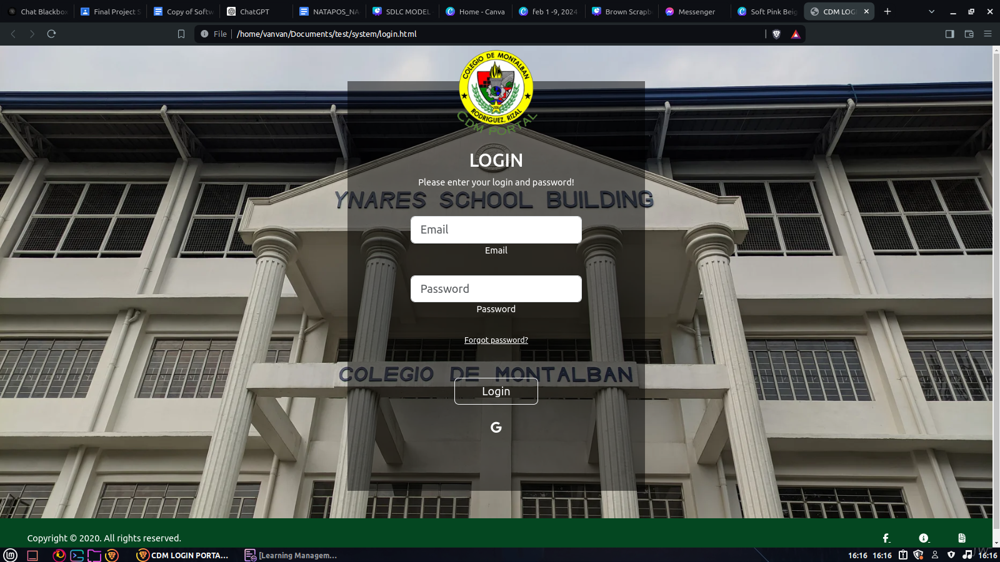 Chat Blackbox
Final Project S
Copy of Softw
ChatGPT
NATAPOS_NA
SDLC MODEL
Home - Canva
feb 1 -9, 2024
Brown Scrapb
Messenger
Soft Pink Beig
CDM LOG
File
/home/vanvan/Documents/test/system/login.html
COLEGIO DE MONTALBAN
RODRIGUEZ, RIZAL
CDM PORTAL
LOGIN
Please enter your login and password!
YNARES SCHOOL BUILDING
Email
Email
Password
Password
Forgot password?
COLEGIO DE MONTALBAN
Login
G
Copyright © 2020. All rights reserved.
CDM LOGIN PORTA...
[Learning Managem...
16:16
16:16
16:16